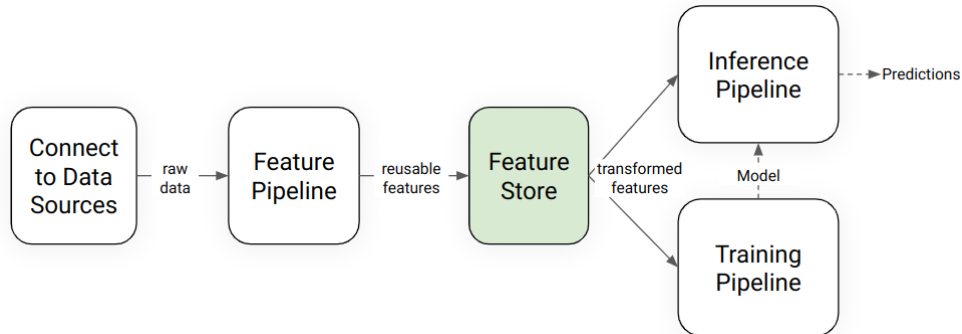 Connect
to Data
Sources
raw
data
Feature
Pipeline
reusable
features
Feature
Store
transformed
features
Inference
Pipeline
Predictions
Model
Training
Pipeline